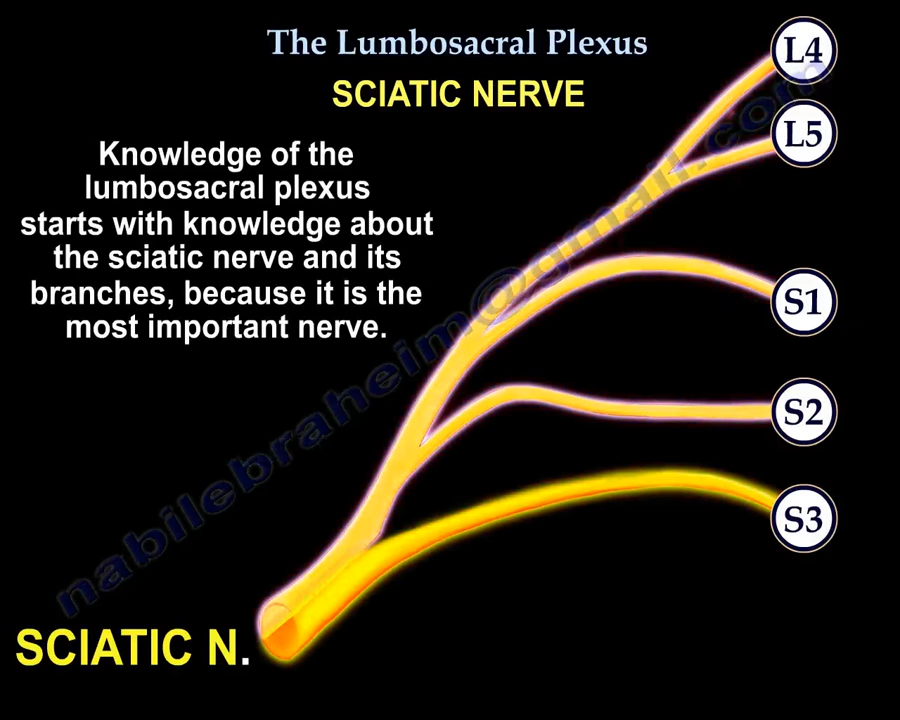 The Lumbosacral Plexus
SCIATIC NERVE
Knowledge of the
lumbosacral plexus
starts with knowledge about
the sciatic nerve and its
branches, because it is the
most important nerve.
L4
L5
S1
S2
S3
SCIATIC N.
nabilebraheim@gmail.com